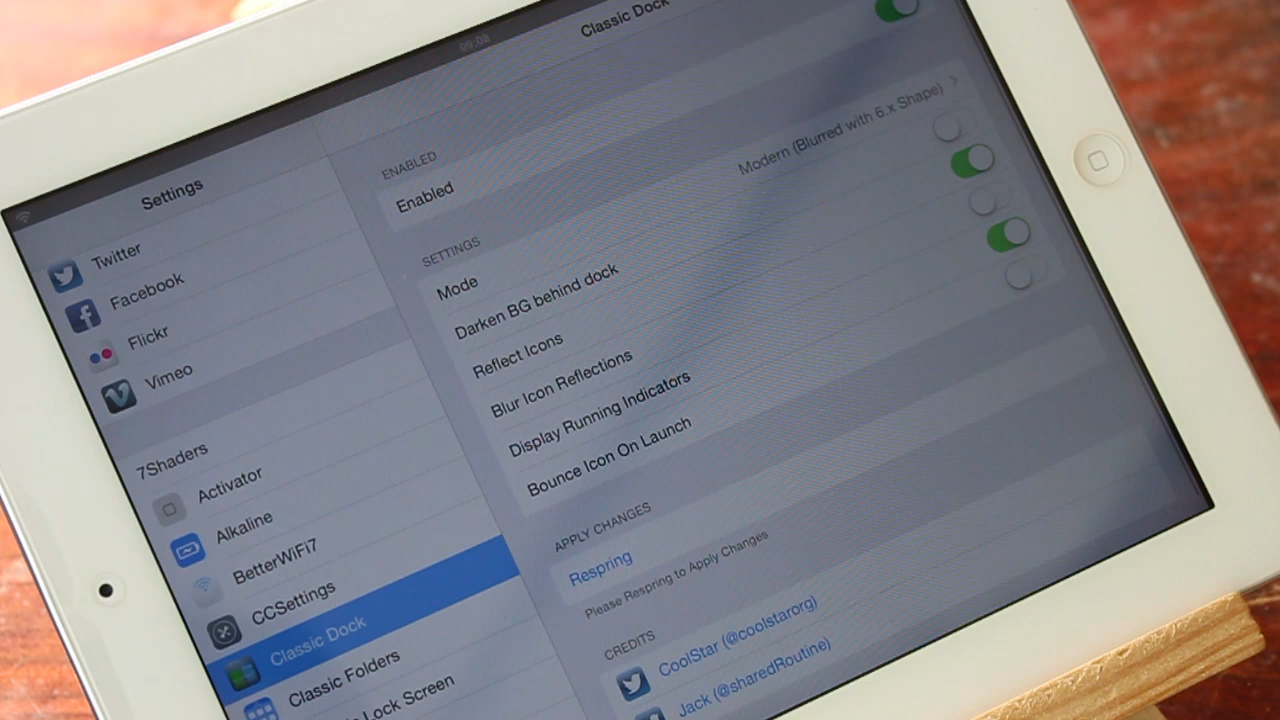 09:08
Settings
Twitter
Facebook
Flickr
Vimeo
7Shaders
Activator
Alkaline
BetterWiFi7
CCSettings
Classic Dock
Classic Folders
Lock Screen
Classic Dock
ENABLED
Enabled
SETTINGS
Mode Modern (Blurred with 6.x Shape)
Darken BG behind dock
Reflect Icons
Blur Icon Reflections
Display Running Indicators
Bounce Icon On Launch
APPLY CHANGES
Respring
Please Respring to Apply Changes
CREDITS
CoolStar (@coolstarorg)
Jack (@sharedRoutine)